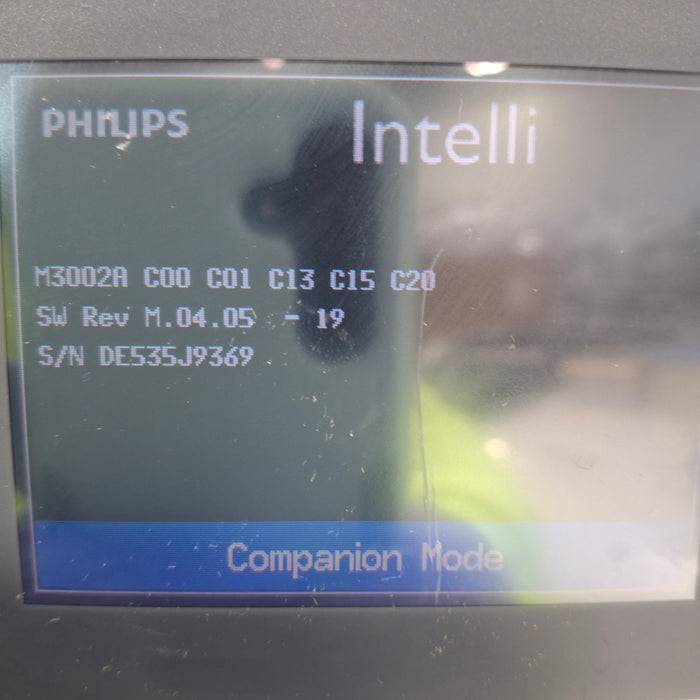 PHILIPS
Intelli
M3002A C00 C01 C13 C15 C20
SW Rev M.04.05 - 19
S/N DE535J9369
Companion Mode